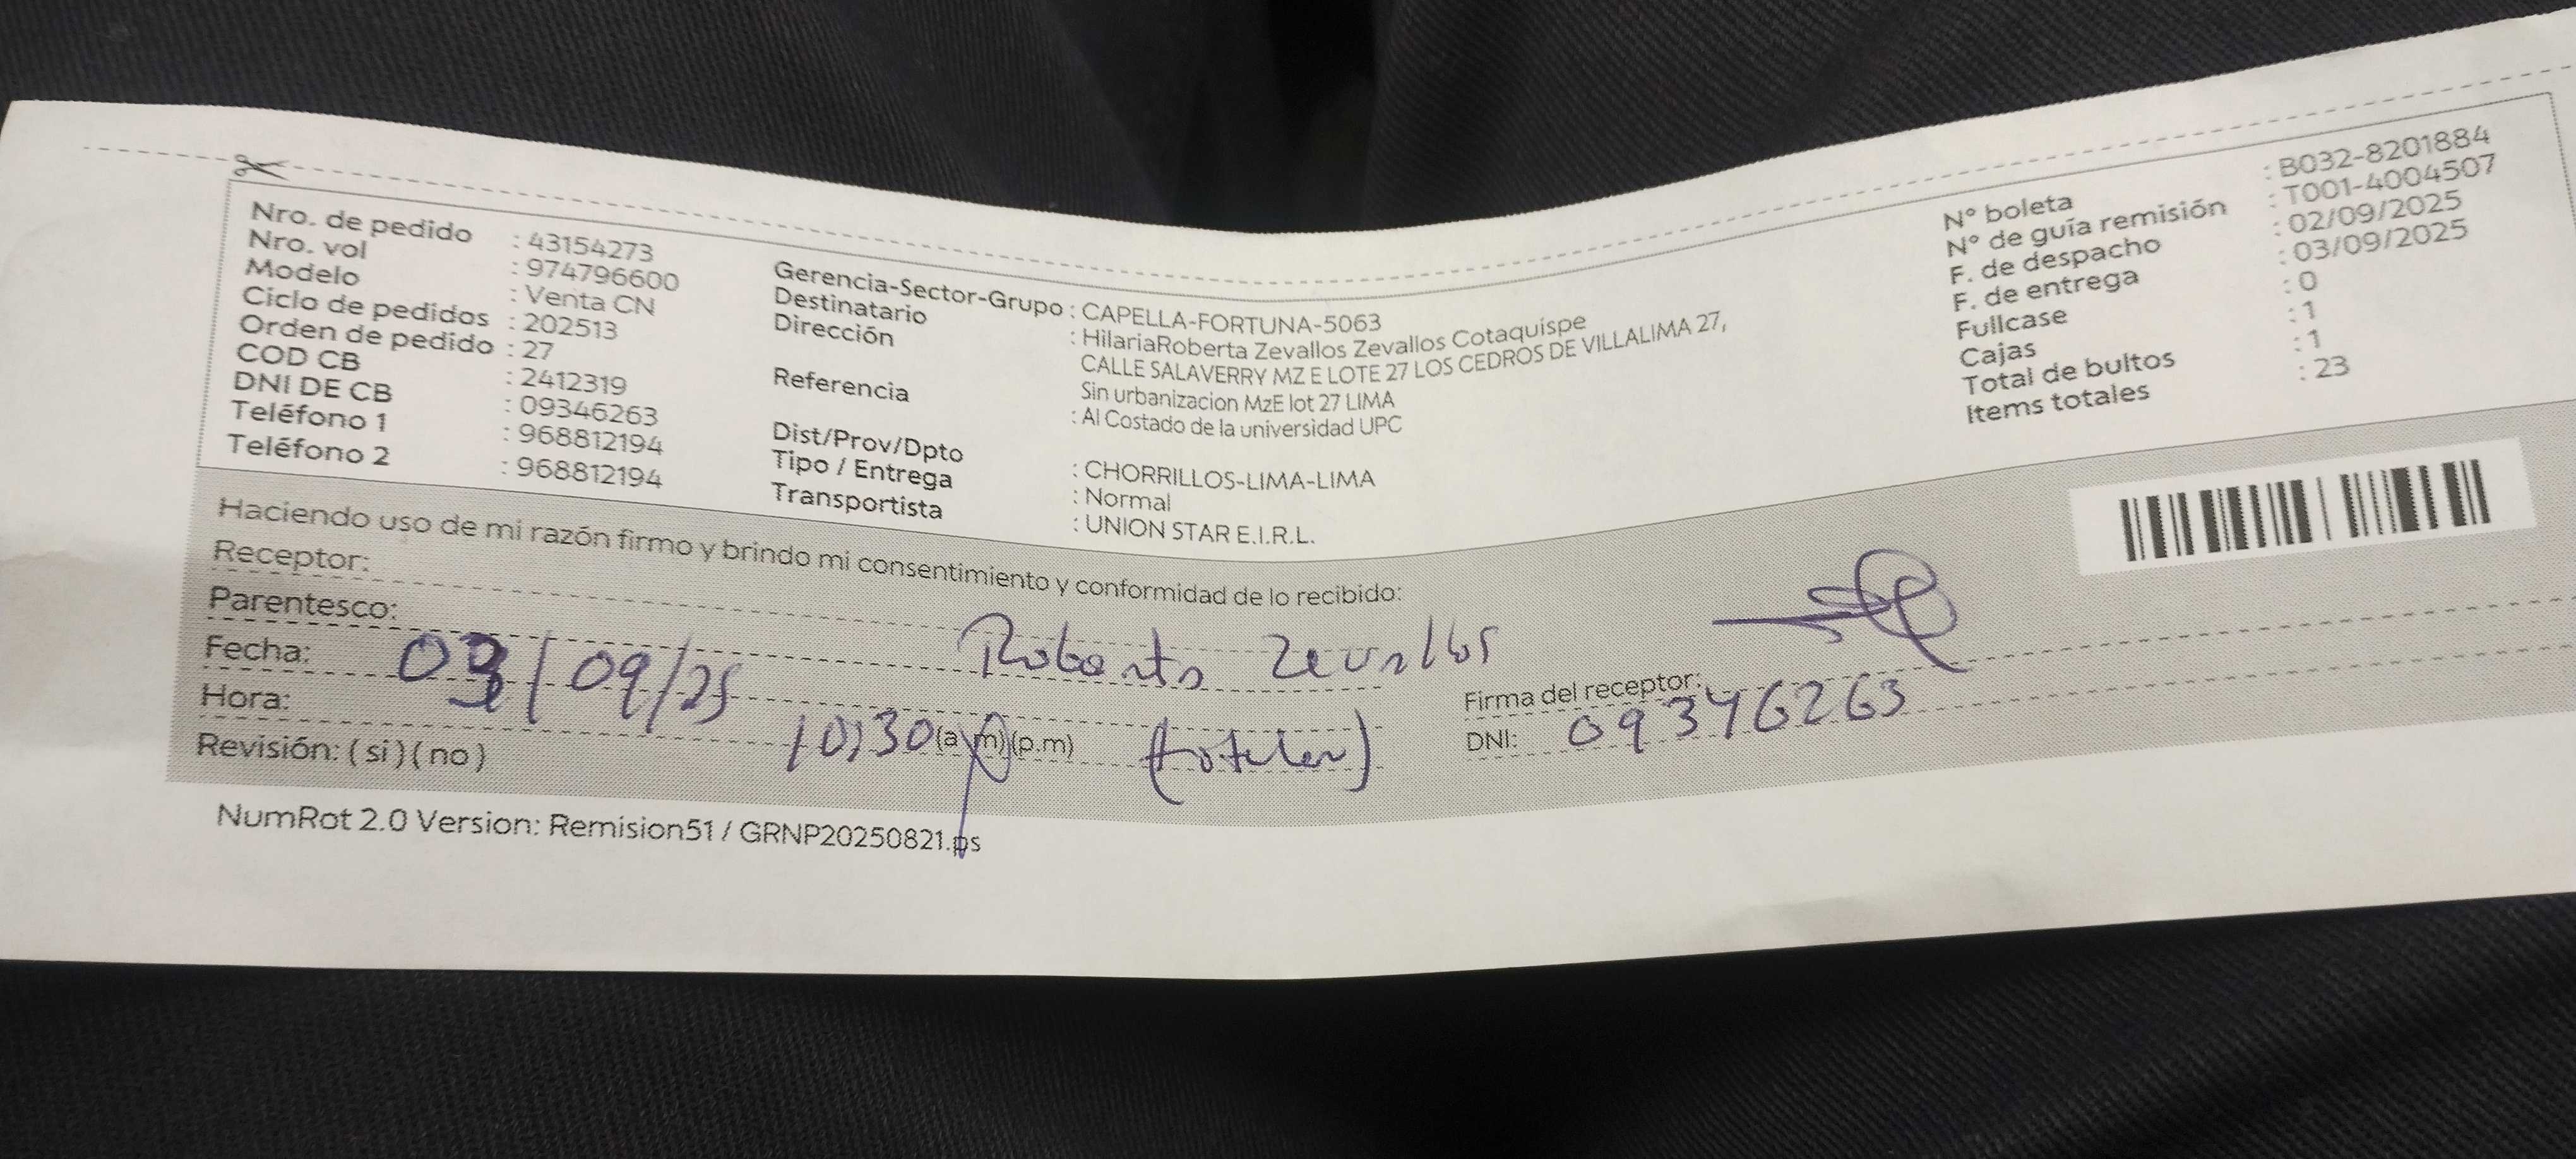 Nro. de pedido : 43154273
Nro. vol : 974796600
Modelo : Venta CN
Ciclo de pedidos : 202513
Orden de pedido : 27
COD CB : 2412319
DNI DE CB : 09346263
Teléfono 1 : 968812194
Teléfono 2 : 968812194
Gerencia-Sector-Grupo : CAPELLA-FORTUNA-5063
Destinatario : HilariaRoberta Zevallos Zevallos Cotaquispe
Dirección : CALLE SALAVERRY MZ E LOTE 27 LOS CEDROS DE VILLALIMA 27,
Sin urbanizacion MzE lot 27 LIMA
Referencia : Al Costado de la universidad UPC
Dist/Prov/Dpto : CHORRILLOS-LIMA-LIMA
Tipo / Entrega : Normal
Transportista : UNION STAR E.I.R.L.
N° boleta : B032-8201884
N° de guía remisión : T001-4004507
F. de despacho : 02/09/2025
F. de entrega : 03/09/2025
Fullcase : 0
Cajas : 1
Total de bultos : 1
Items totales : 23
Haciendo uso de mi razón firmo y brindo mi consentimiento y conformidad de lo recibido:
Receptor: Roberta Zevallos
Parentesco:
Fecha: 03/09/25
Hora: 10:30 (a.m) (p.m)
Revisión: ( si ) ( no )
Firma del receptor:
DNI: 09346263
NumRot 2.0 Version: Remision51 / GRNP20250821.ps